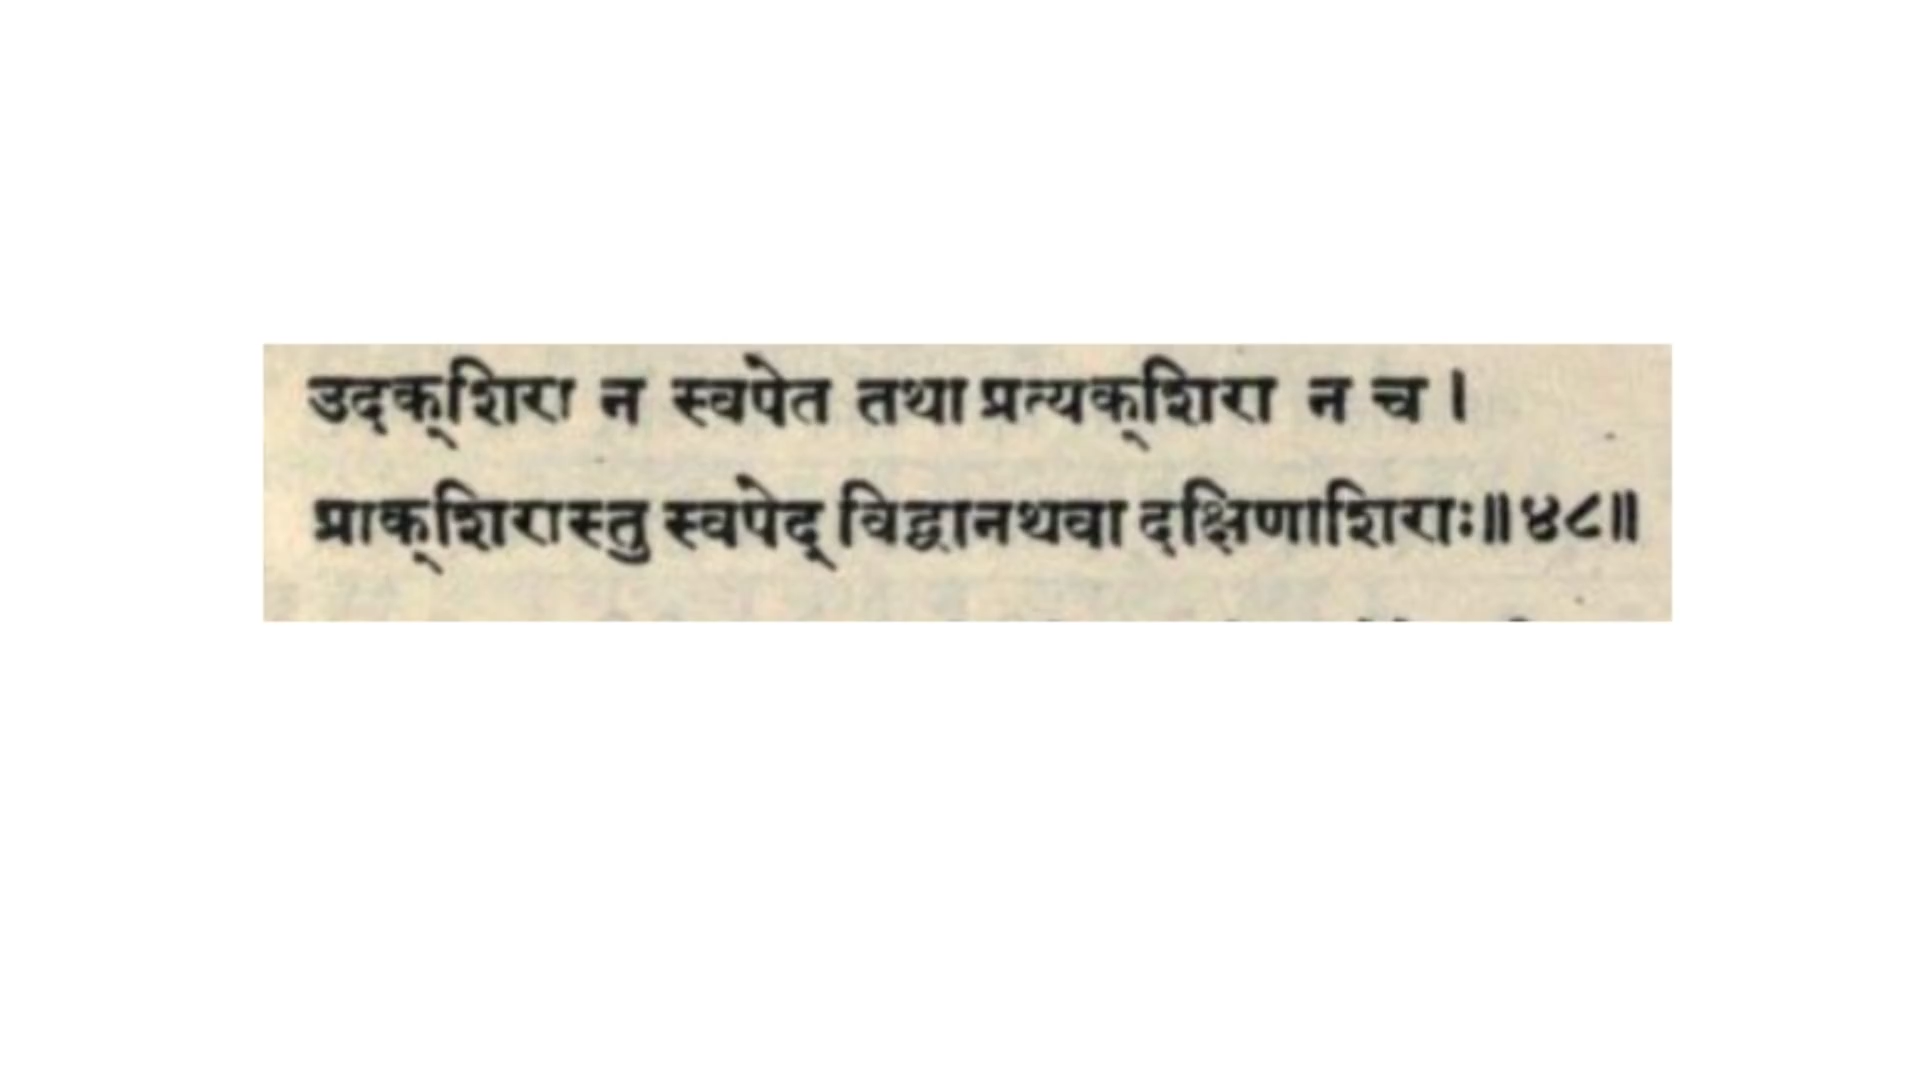 उदक्‌शिरा न स्वपेत तथा प्रत्यक्‌शिरा न च ।
प्राक्‌शिरास्तु स्वपेद् विद्वानथवा दक्षिणाशिराः॥४८॥